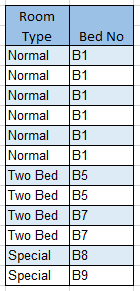 Room Type Bed No
Normal B1
Normal B1
Normal B1
Normal B1
Normal B1
Normal B1
Two Bed B5
Two Bed B5
Two Bed B7
Two Bed B7
Special B8
Special B9